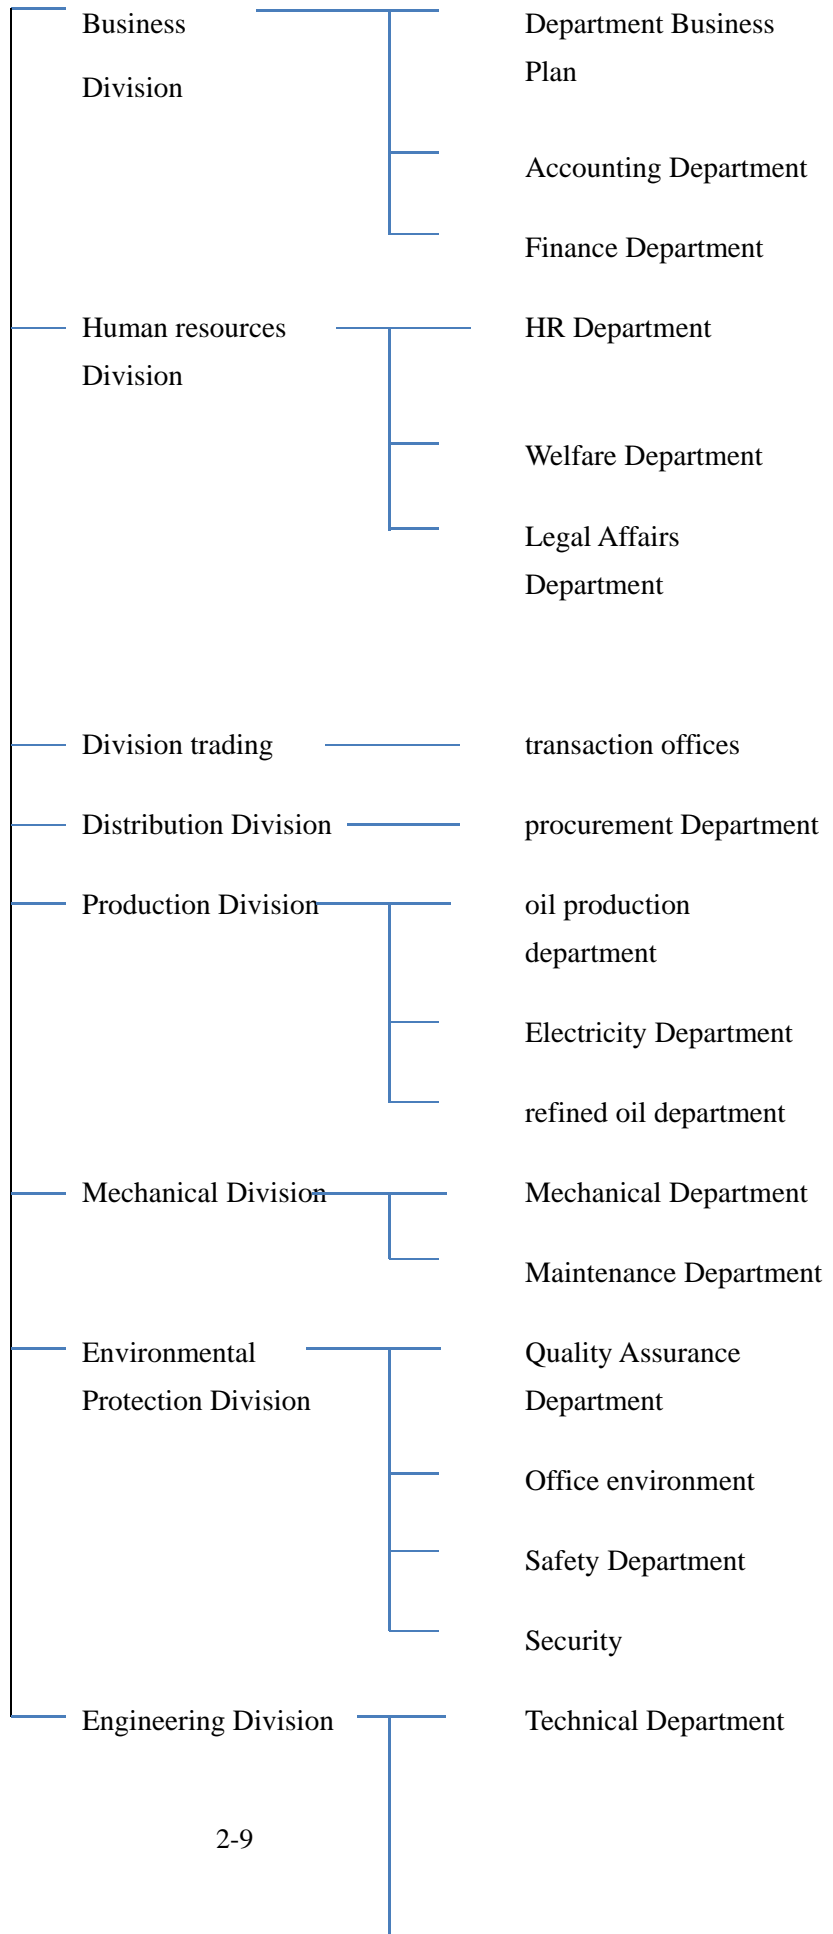 Business
Division
Department Business
Plan
Accounting Department
Finance Department
Human resources
Division
HR Department
Welfare Department
Legal Affairs
Department
Division trading
transaction offices
Distribution Division
procurement Department
Production Division
oil production
department
Electricity Department
refined oil department
Mechanical Division
Mechanical Department
Maintenance Department
Environmental
Protection Division
Quality Assurance
Department
Office environment
Safety Department
Security
Engineering Division
Technical Department
2-9